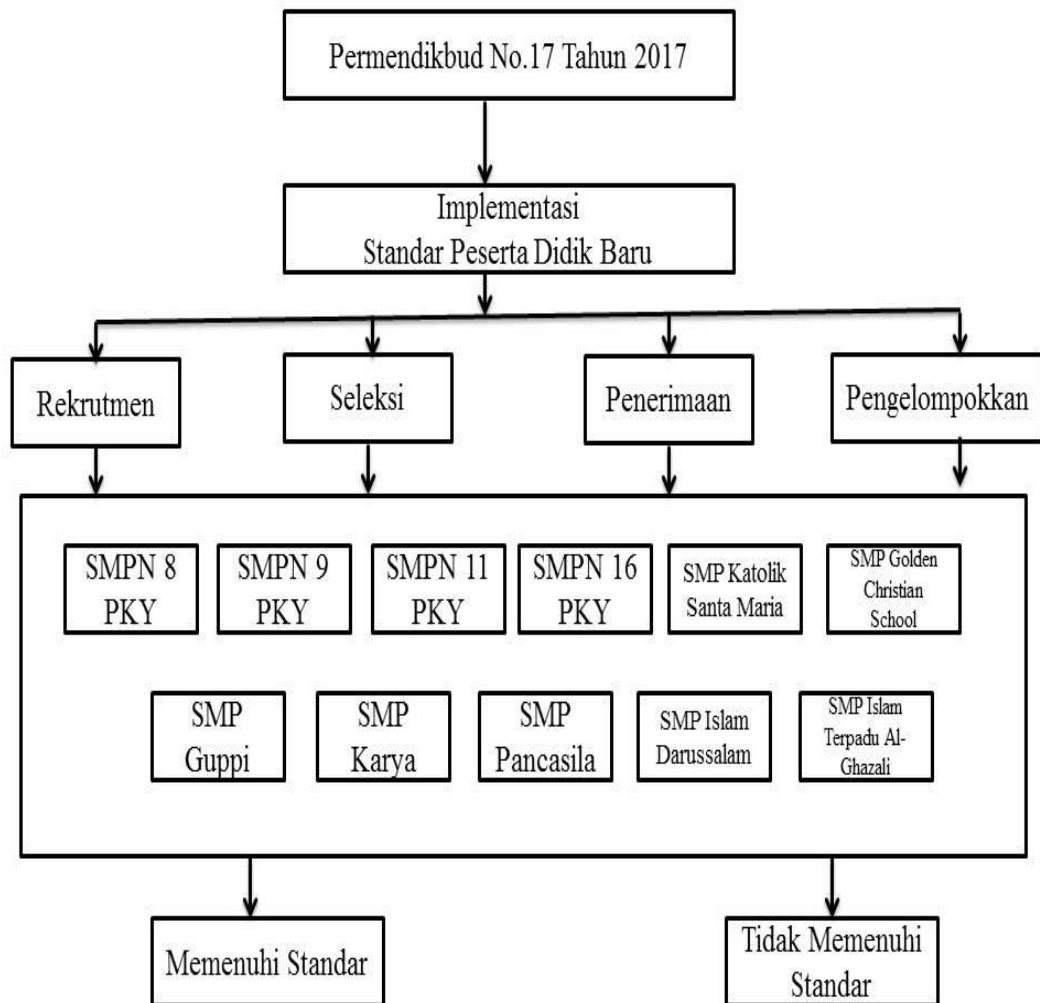 Permendikbud No.17 Tahun 2017
Implementasi
Standar Peserta Didik Baru
Rekrutmen
Seleksi
Penerimaan
Pengelompokkan
SMPN 8
PKY
SMPN 9
PKY
SMPN 11
PKY
SMPN 16
PKY
SMP Katolik
Santa Maria
SMP Golden
Christian
School
SMP
Guppi
SMP
Karya
SMP
Pancasila
SMP Islam
Darussalam
SMP Islam
Terpadu Al-
Ghazali
Memenuhi Standar
Tidak Memenuhi
Standar